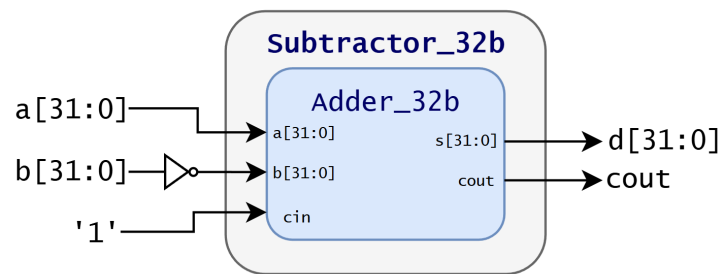 Subtractor_32b
Adder_32b
a[31:0]
a[31:0]
s[31:0]
d[31:0]
b[31:0]
b[31:0]
cout
cout
'1'
cin